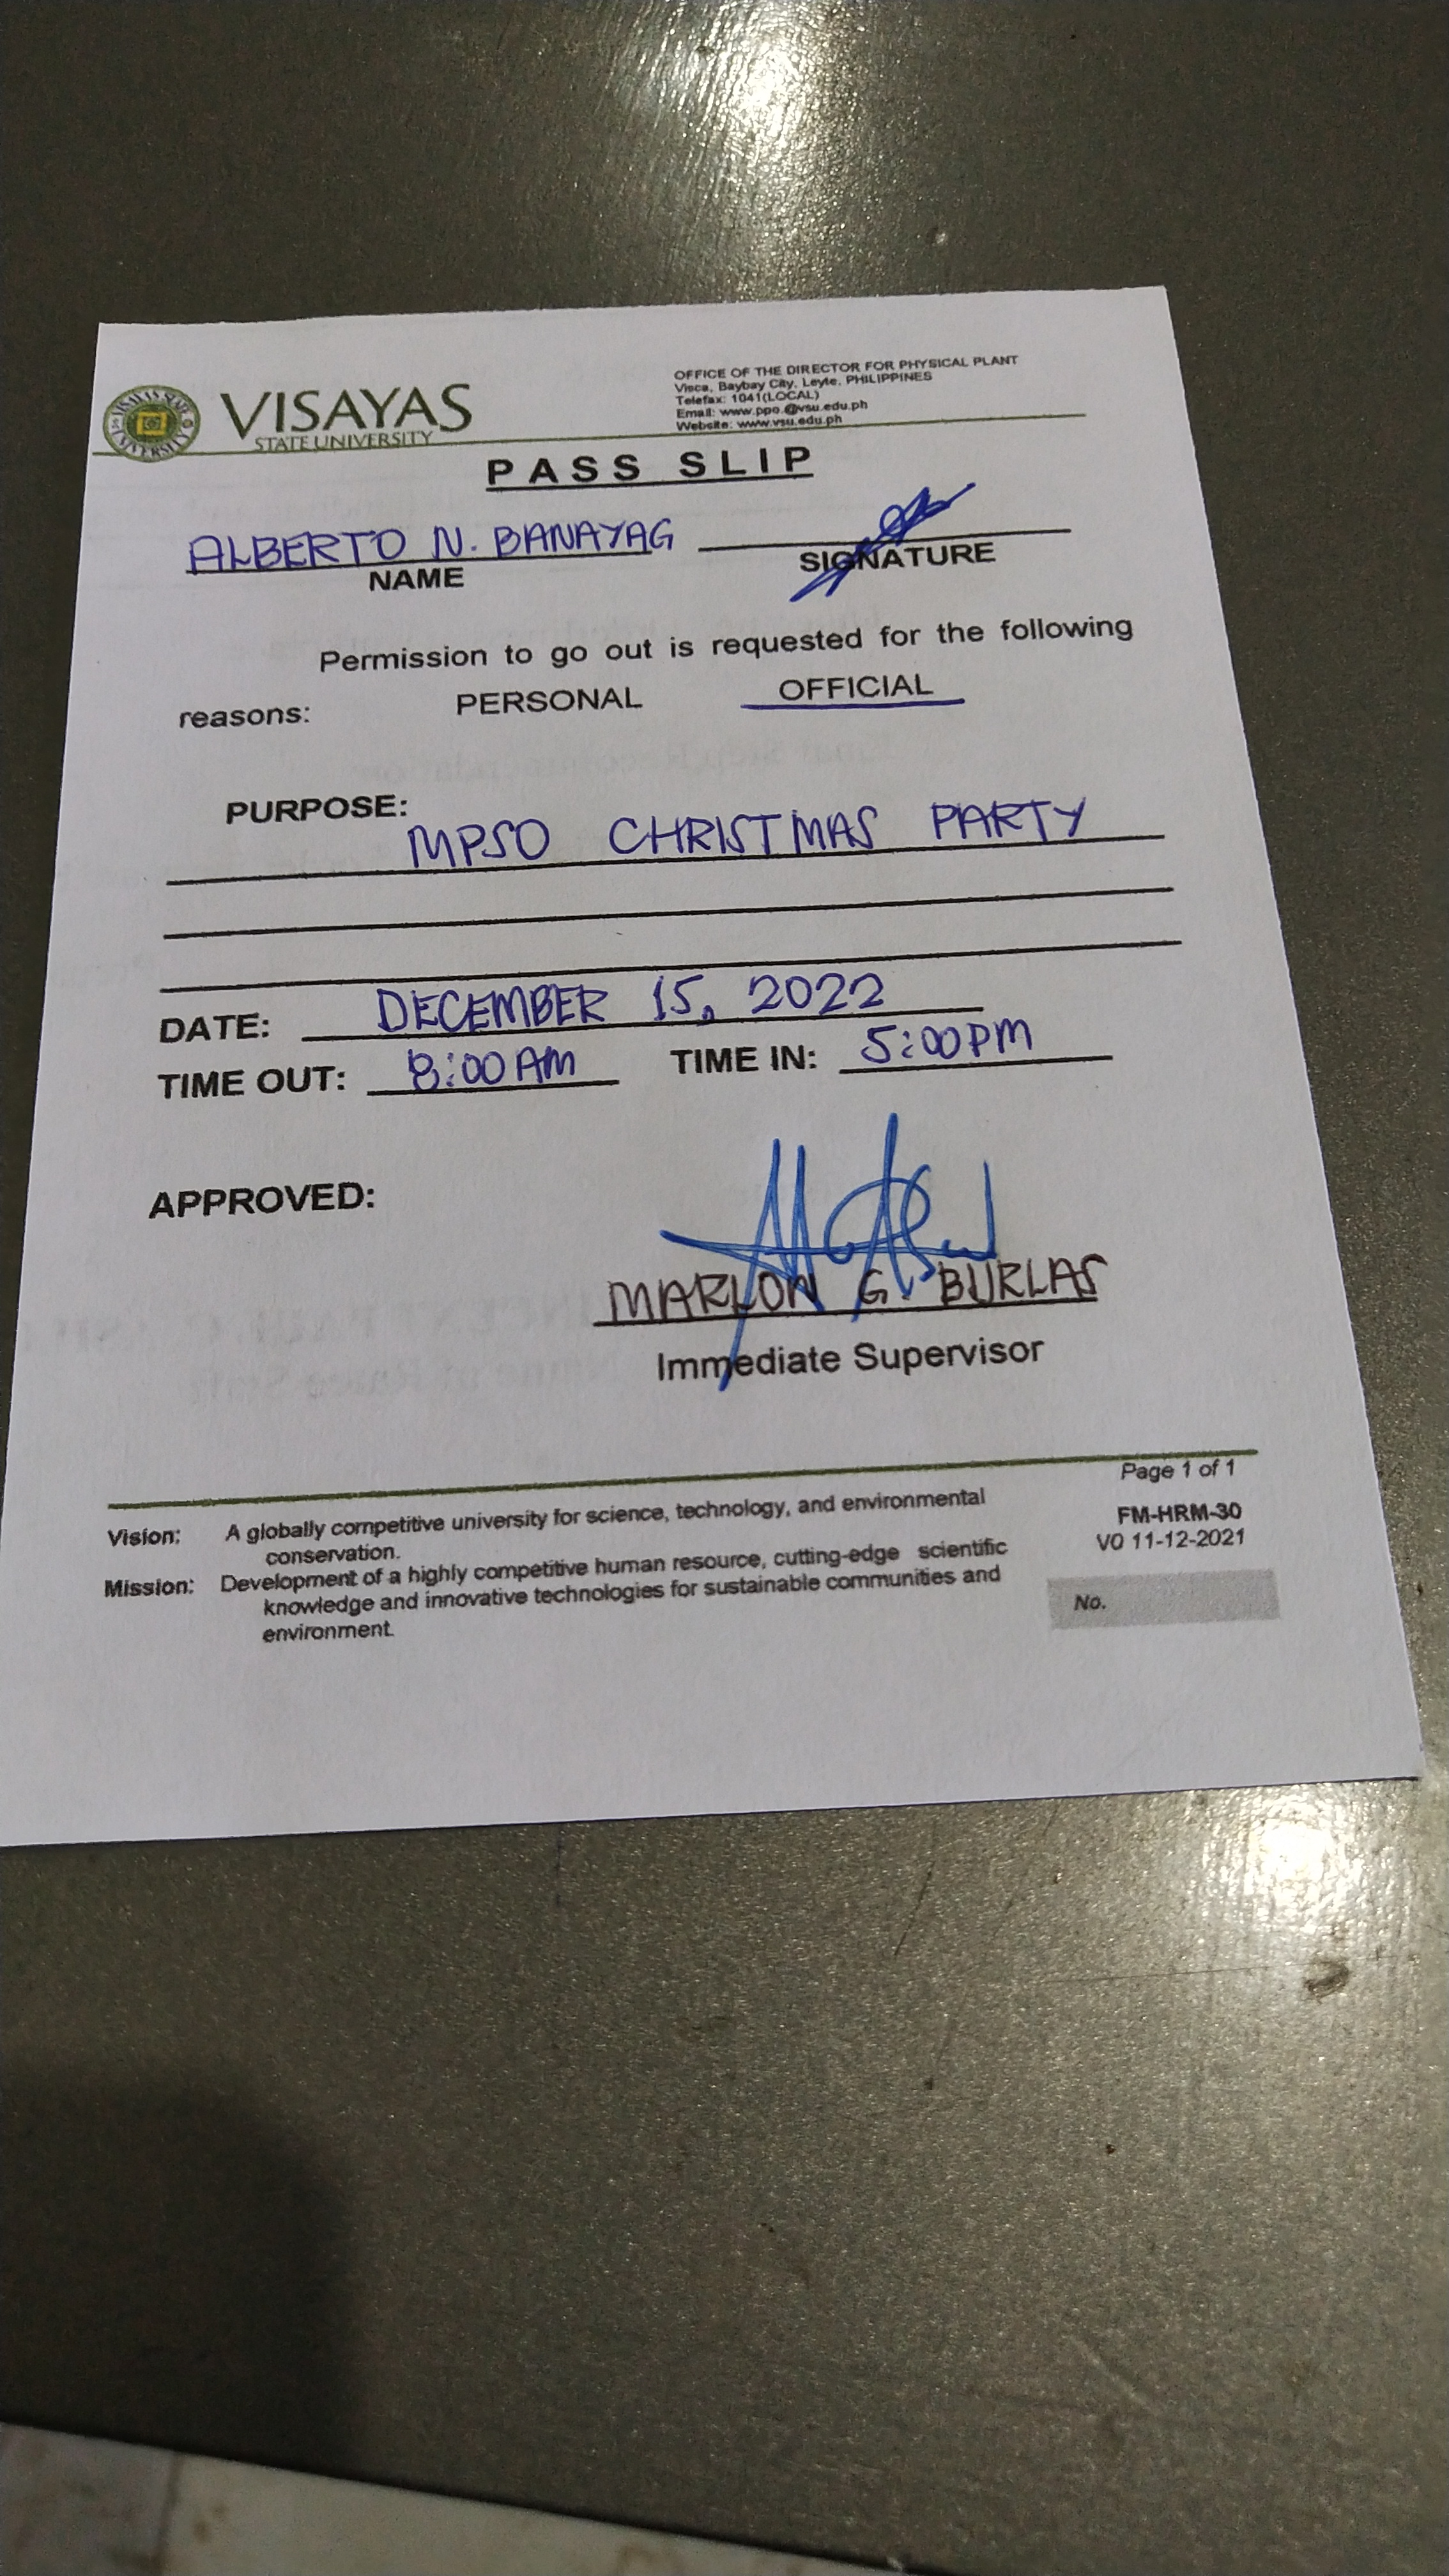 VISAYAS
STATE UNIVERSITY
OFFICE OF THE DIRECTOR FOR PHYSICAL PLANT
Visca, Baybay City, Leyte, PHILIPPINES
Telefax: 1041(LOCAL)
Email: www.ppo.@vsu.edu.ph
Website: www.vsu.edu.ph
PASS SLIP
ALBERTO N. BANAYAG
NAME SIGNATURE
Permission to go out is requested for the following
reasons: PERSONAL OFFICIAL
PURPOSE:
MPSO CHRISTMAS PARTY
DATE: DECEMBER 15, 2022
TIME OUT: 8:00 AM TIME IN: 5:00PM
APPROVED:
MARLON G. BURLAS
Immediate Supervisor
Page 1 of 1
FM-HRM-30
V0 11-12-2021
No.
Vision: A globally competitive university for science, technology, and environmental
conservation.
Mission: Development of a highly competitive human resource, cutting-edge scientific
knowledge and innovative technologies for sustainable communities and
environment.